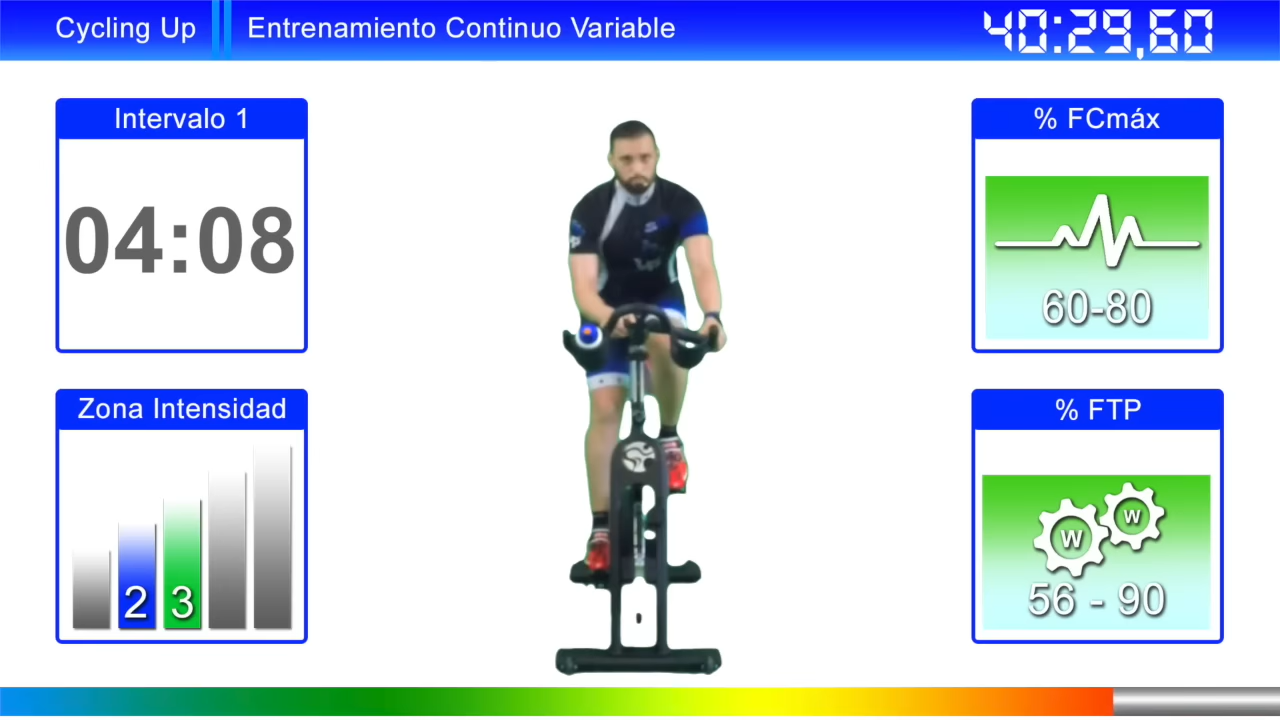 Cycling Up
Entrenamiento Continuo Variable
40:29,60
Intervalo 1
04:08
% FCmáx
60-80
Zona Intensidad
2 3
% FTP
W W
56 - 90